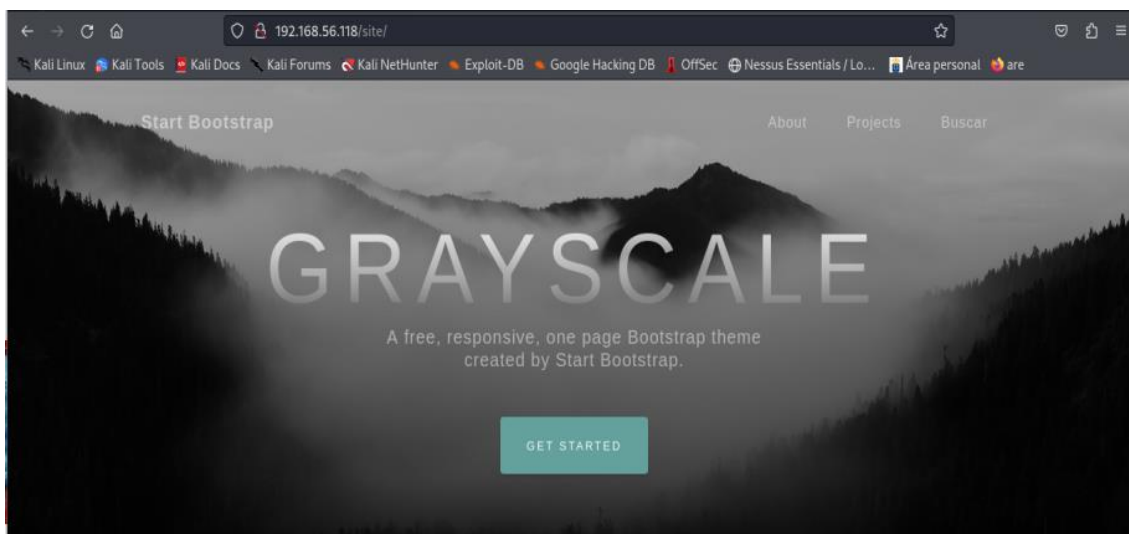 192.168.56.118/site/
Kali Linux Kali Tools Kali Docs Kali Forums Kali NetHunter Exploit-DB Google Hacking DB OffSec Nessus Essentials / Lo... Área personal are
Start Bootstrap About Projects Buscar
GRAYSCALE
A free, responsive, one page Bootstrap theme
created by Start Bootstrap.
GET STARTED